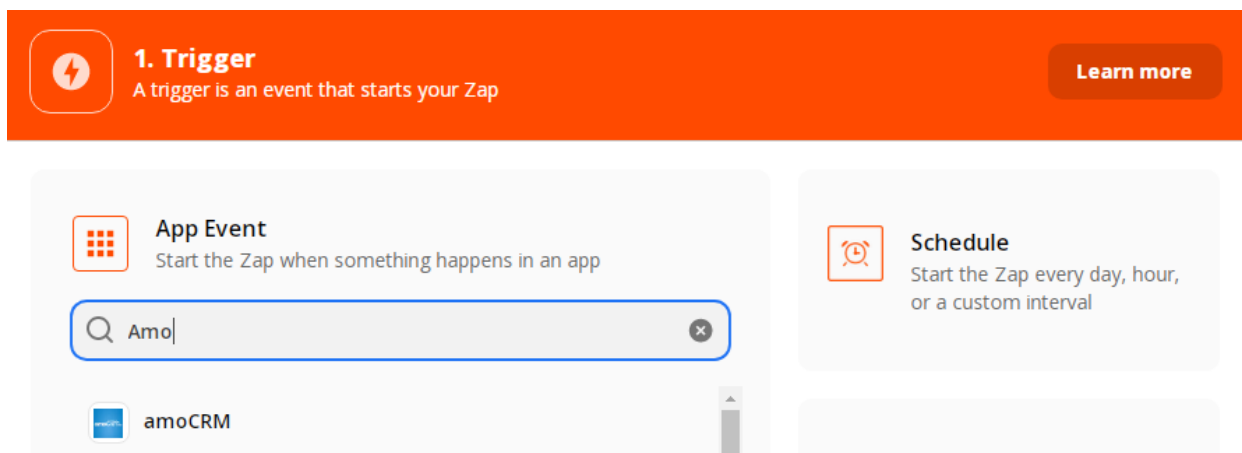 1. Trigger
A trigger is an event that starts your Zap
Learn more
App Event
Start the Zap when something happens in an app
Amo
amoCRM
Schedule
Start the Zap every day, hour,
or a custom interval